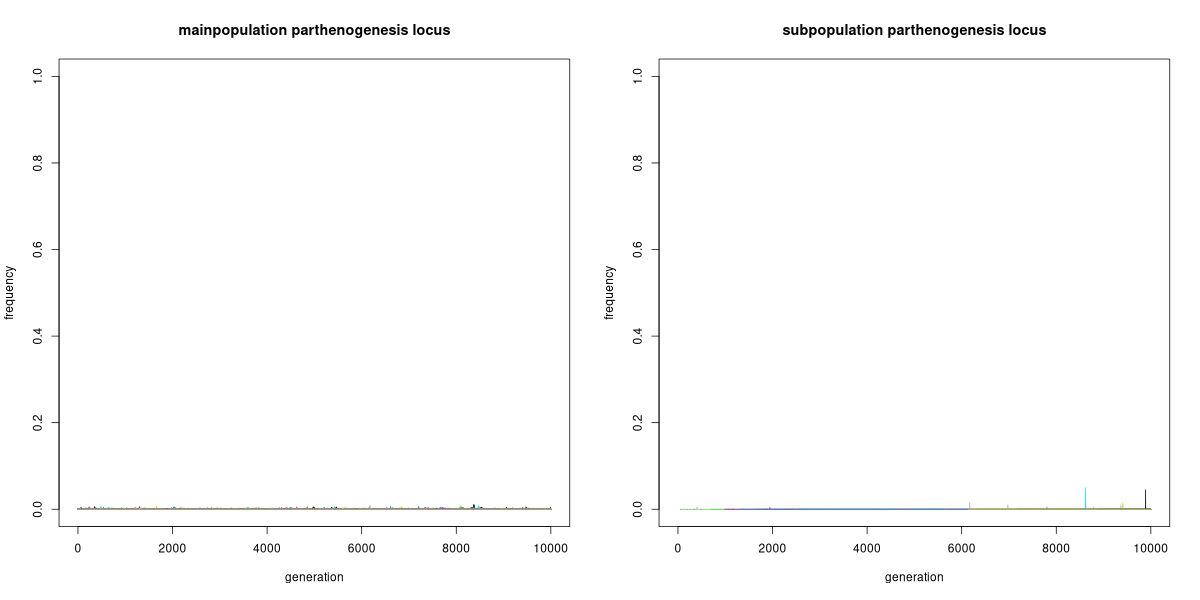 mainpopulation parthenogenesis locus
frequency
1.0
0.8
0.6
0.4
0.2
0.0
0 2000 4000 6000 8000 10000
generation
subpopulation parthenogenesis locus
frequency
1.0
0.8
0.6
0.4
0.2
0.0
0 2000 4000 6000 8000 10000
generation